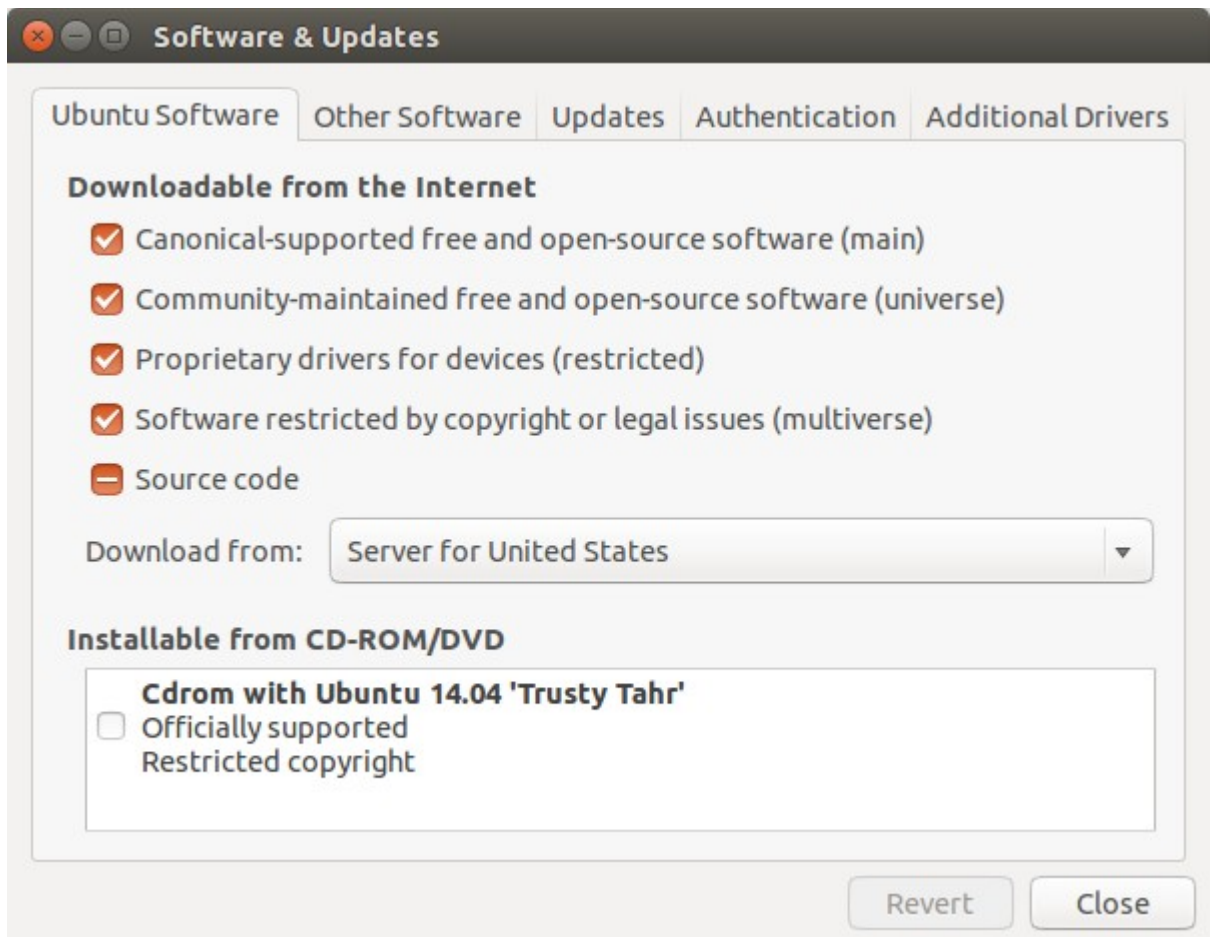 Software & Updates
Ubuntu Software Other Software Updates Authentication Additional Drivers
Downloadable from the Internet
Canonical-supported free and open-source software (main)
Community-maintained free and open-source software (universe)
Proprietary drivers for devices (restricted)
Software restricted by copyright or legal issues (multiverse)
Source code
Download from: Server for United States
Installable from CD-ROM/DVD
Cdrom with Ubuntu 14.04 'Trusty Tahr'
Officially supported
Restricted copyright
Revert Close